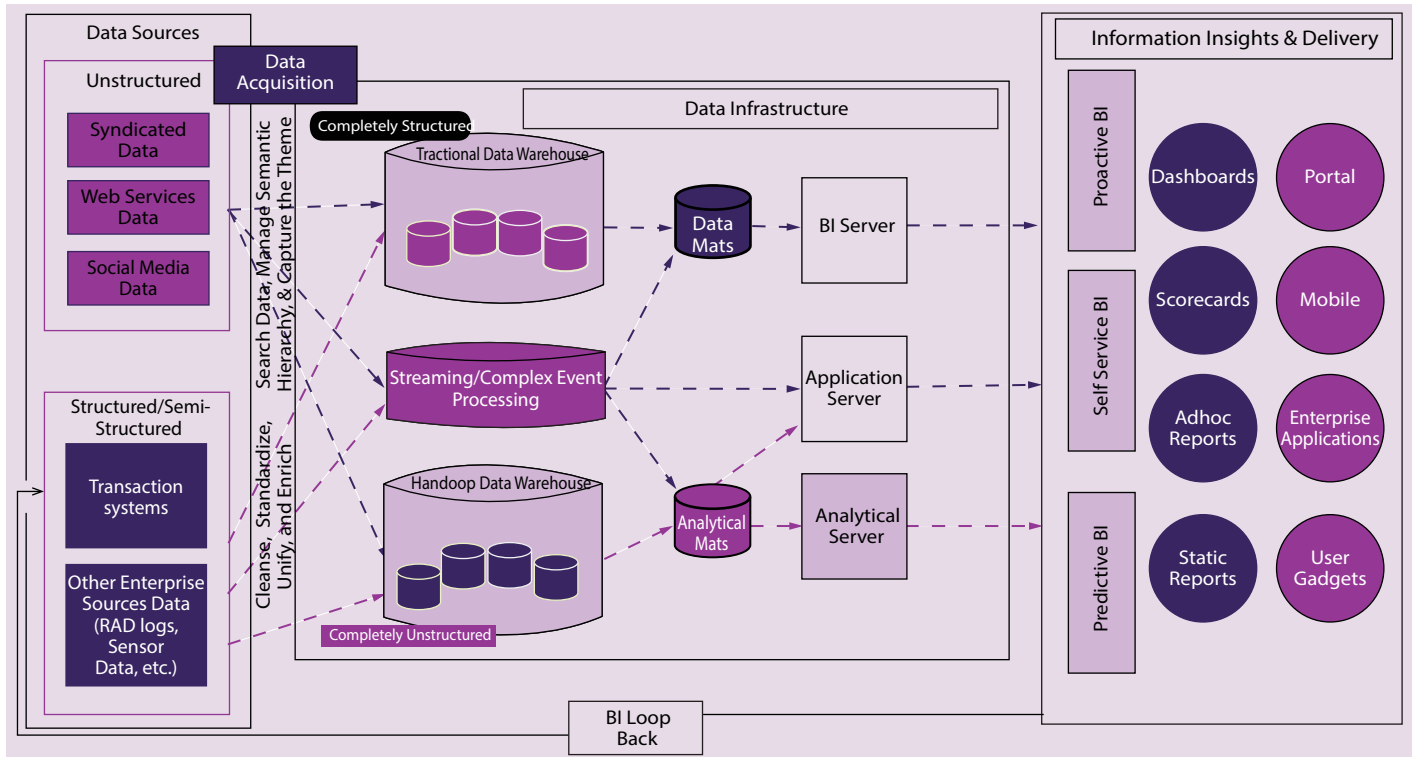 Data Sources
Unstructured
Syndicated
Data
Web Services
Data
Social Media
Data
Structured/Semi-
Structured
Transaction
systems
Other Enterprise
Sources Data
(RAD logs,
Sensor
Data, etc.)
Data
Acquisition
Search Data, Manage Semantic
Hierarchy, & Capture the Theme
Cleanse, Standardize,
Unify, and Enrich
Data Infrastructure
Completely Structured
Tractional Data Warehouse
Streaming/Complex Event
Processing
Handoop Data Warehouse
Completely Unstructured
Data
Mats
Analytical
Mats
BI Server
Application
Server
Analytical
Server
Information Insights & Delivery
Proactive BI
Self Service BI
Predictive BI
Dashboards
Portal
Scorecards
Mobile
Adhoc
Reports
Enterprise
Applications
Static
Reports
User
Gadgets
BI Loop
Back